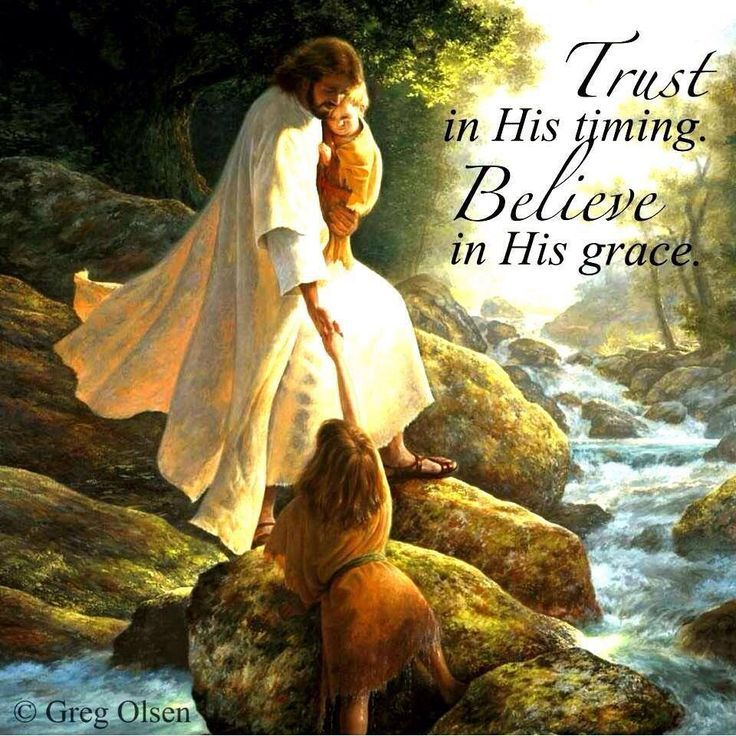 Trust
in His timing.
Believe
in His grace.
© Greg Olsen